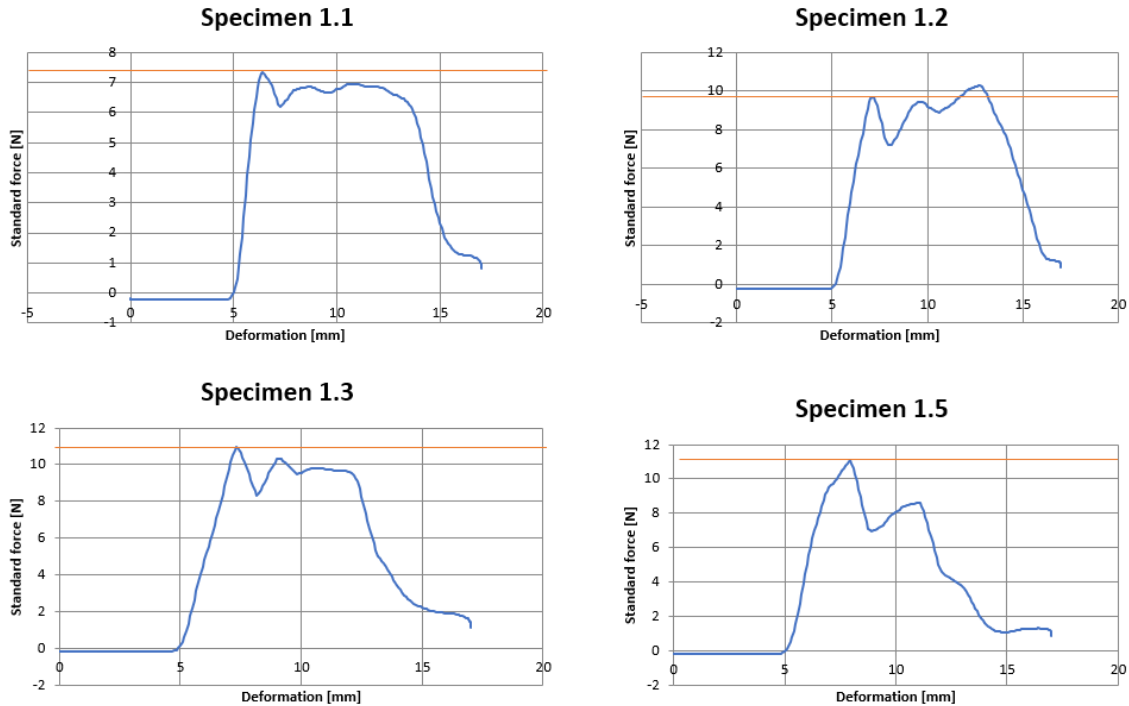 Specimen 1.1
Standard force [N]
8
7
6
5
4
3
2
1
0
-1
-5 0 5 10 15 20
Deformation [mm]
Specimen 1.2
Standard force [N]
12
10
8
6
4
2
0
-2
-5 0 5 10 15 20
Deformation [mm]
Specimen 1.3
Standard force [N]
12
10
8
6
4
2
0
-2
0 5 10 15 20
Deformation [mm]
Specimen 1.5
Standard force [N]
12
10
8
6
4
2
0
-2
0 5 10 15 20
Deformation [mm]